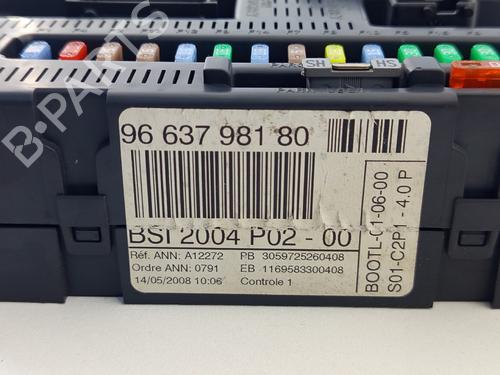 SH
HS
96 637 981 80
BSI 2004 P02 - 00
Réf. ANN: A12272 PB 3059725260408
Ordre ANN: 0791 EB 1169583300408
14/05/2008 10:06 Controle 1
BOOTL-C1-06-00
S01-C2P1 - 4.0 P
B-PARTS